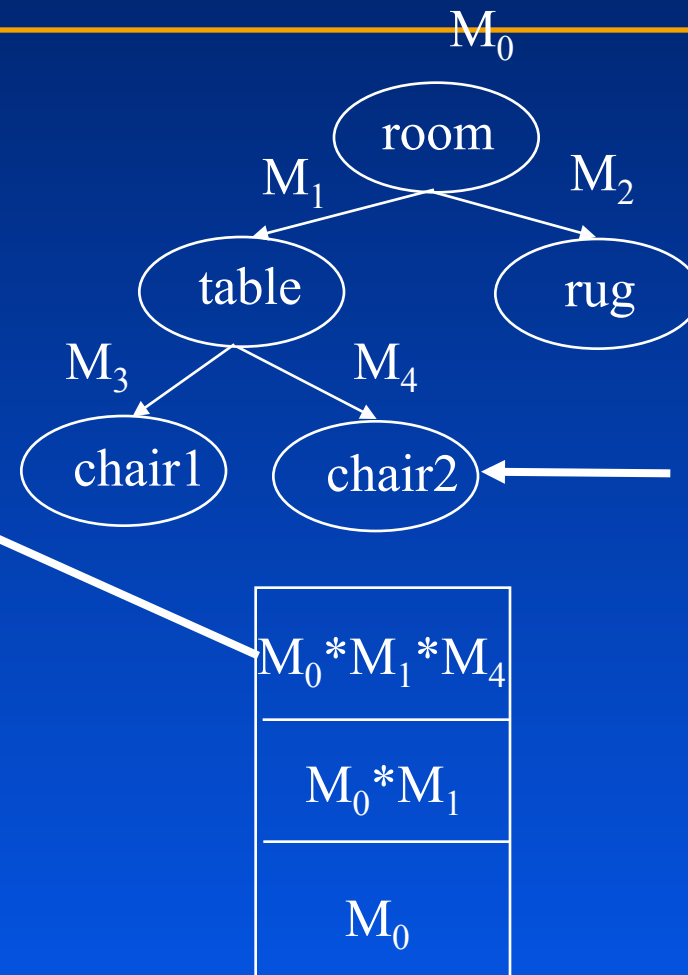 M₀
room
M₁ M₂
table rug
M₃ M₄
chair1 chair2
M₀*M₁*M₄
M₀*M₁
M₀